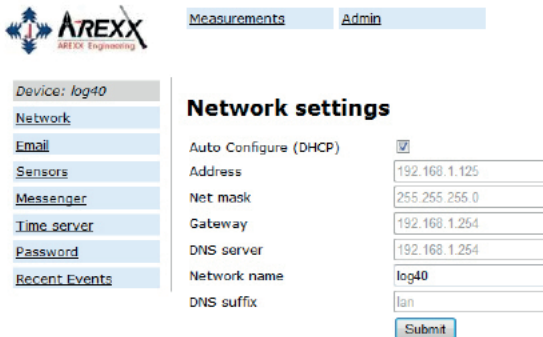 AREXX
AREXX Engineering
Measurements
Admin
Device: log40
Network
Email
Sensors
Messenger
Time server
Password
Recent Events
Network settings
Auto Configure (DHCP)
Address 192.168.1.125
Net mask 255.255.255.0
Gateway 192.168.1.254
DNS server 192.168.1.254
Network name log40
DNS suffix lan
Submit